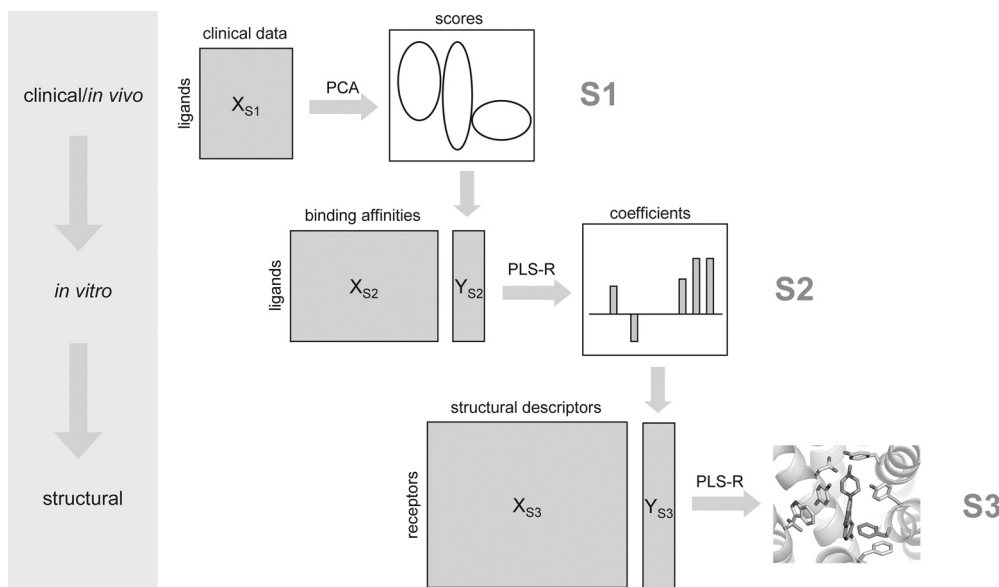 clinical data
scores
clinical/in vivo
ligands
X_S1
PCA
S1
binding affinities
coefficients
in vitro
ligands
X_S2
Y_S2
PLS-R
S2
structural descriptors
structural
receptors
X_S3
Y_S3
PLS-R
S3